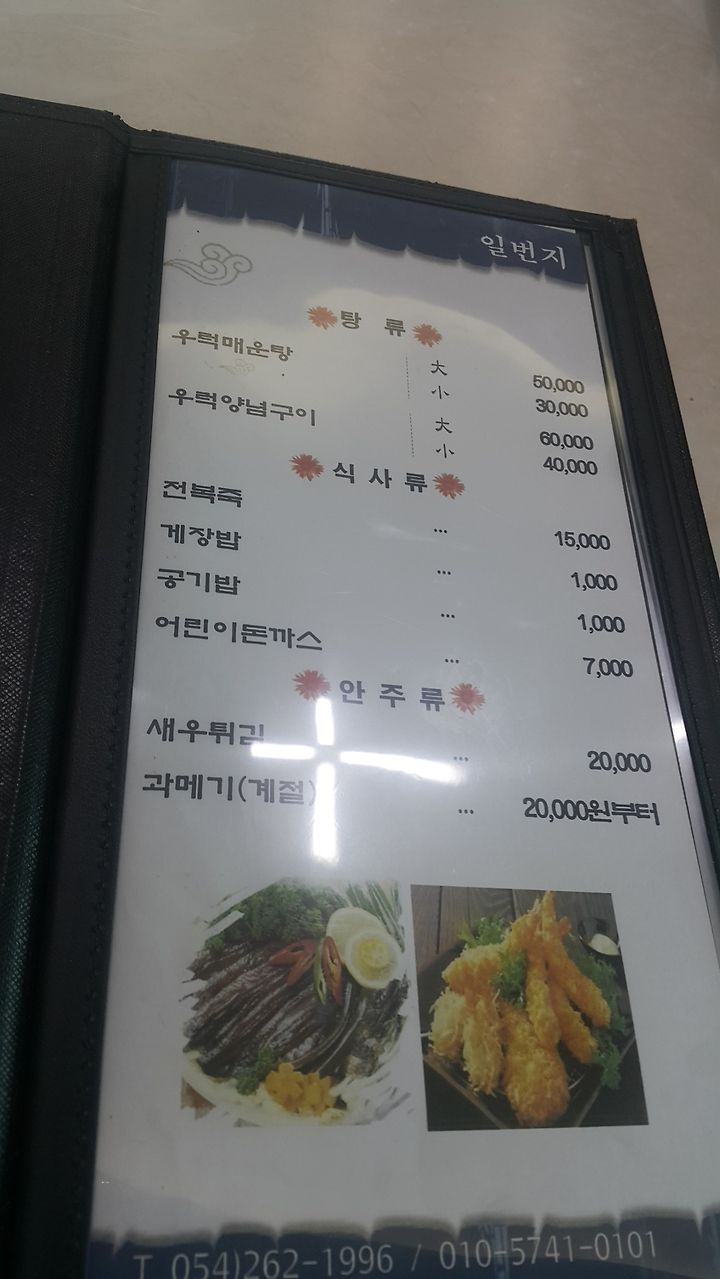 일번지
탕 류
우럭매운탕 大 50,000
小 30,000
우럭양념구이 大 60,000
小 40,000
식 사 류
전복죽 ... 15,000
게장밥 ... 1,000
공기밥 ... 1,000
어린이돈까스 ... 7,000
안 주 류
새우튀김 ... 20,000
과메기(계절) ... 20,000원부터
T. 054)262-1996 / 010-5741-0101